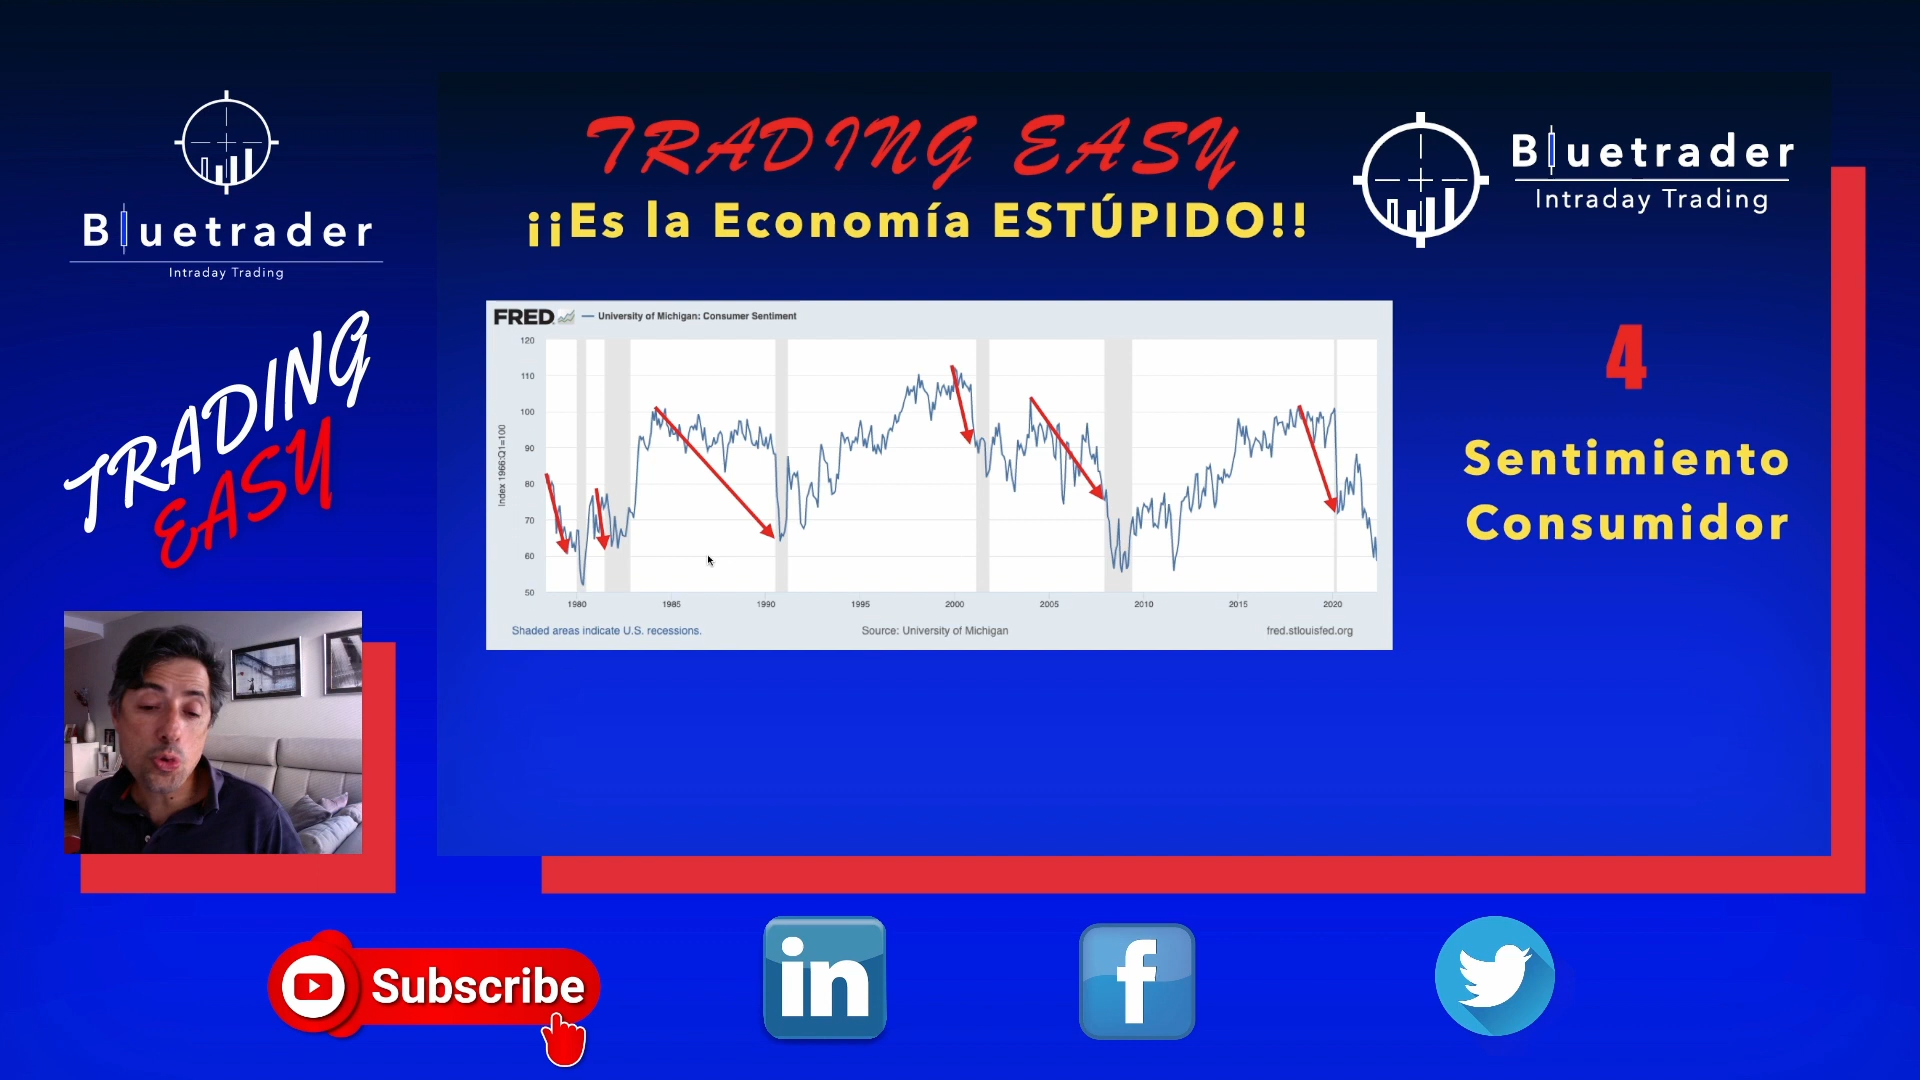 Bluetrader
Intraday Trading
TRADING
EASY
TRADING EASY
¡¡Es la Economía ESTÚPIDO!!
Bluetrader
Intraday Trading
FRED
University of Michigan: Consumer Sentiment
120
110
100
90
80
70
60
50
Index 1966:Q1=100
1980
1985
1990
1995
2000
2005
2010
2015
2020
Shaded areas indicate U.S. recessions.
Source: University of Michigan
fred.stlouisfed.org
4
Sentimiento
Consumidor
Subscribe
in
f